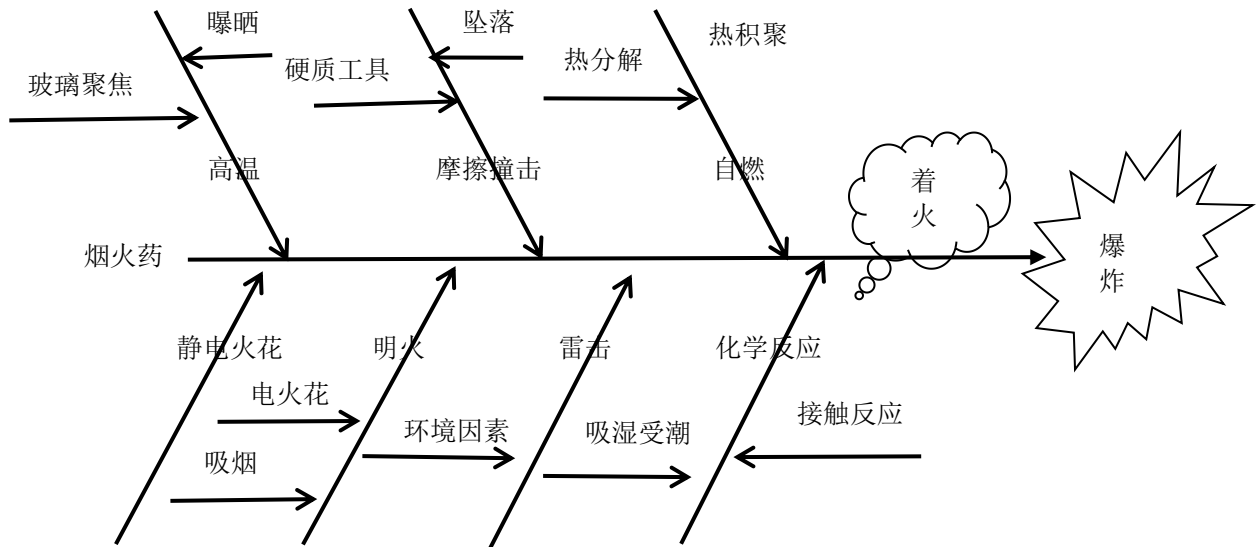 曝晒
坠落
热积聚
硬质工具
热分解
玻璃聚焦
高温
摩擦撞击
自燃
着
火
烟火药
爆
炸
静电火花
明火
雷击
化学反应
电火花
环境因素
吸湿受潮
接触反应
吸烟